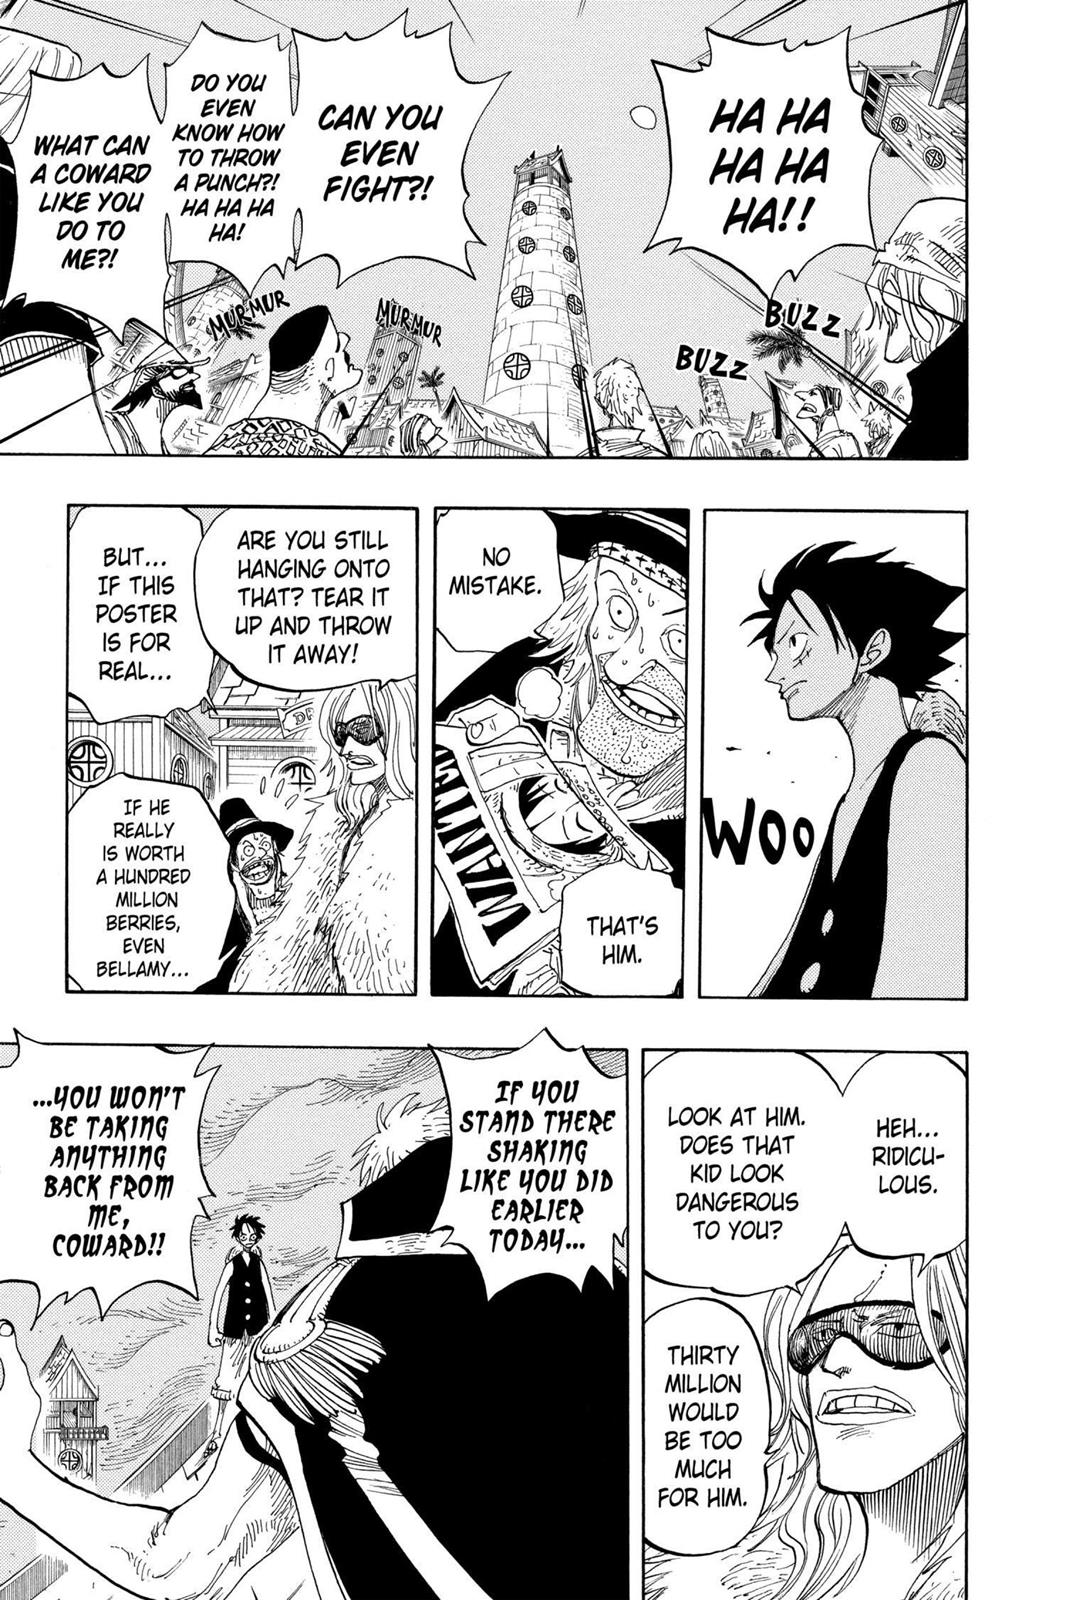 HA HA
HA HA
HA!!
CAN YOU
EVEN
FIGHT?!
DO YOU
EVEN
KNOW HOW
TO THROW
A PUNCH?!
HA HA HA
HA!
WHAT CAN
A COWARD
LIKE YOU
DO TO
ME?!
BUZZ
BUZZ
MURMUR
MURMUR
WOO
NO
MISTAKE.
WANTED
THAT'S
HIM.
ARE YOU STILL
HANGING ONTO
THAT? TEAR IT
UP AND THROW
IT AWAY!
BUT...
IF THIS
POSTER
IS FOR
REAL...
IF HE
REALLY
IS WORTH
A HUNDRED
MILLION
BERRIES,
EVEN
BELLAMY...
HEH...
RIDICU-
LOUS.
LOOK AT HIM.
DOES THAT
KID LOOK
DANGEROUS
TO YOU?
THIRTY
MILLION
WOULD
BE TOO
MUCH
FOR HIM.
IF YOU
STAND THERE
SHAKING
LIKE YOU DID
EARLIER
TODAY...
...YOU WON'T
BE TAKING
ANYTHING
BACK FROM
ME,
COWARD!!